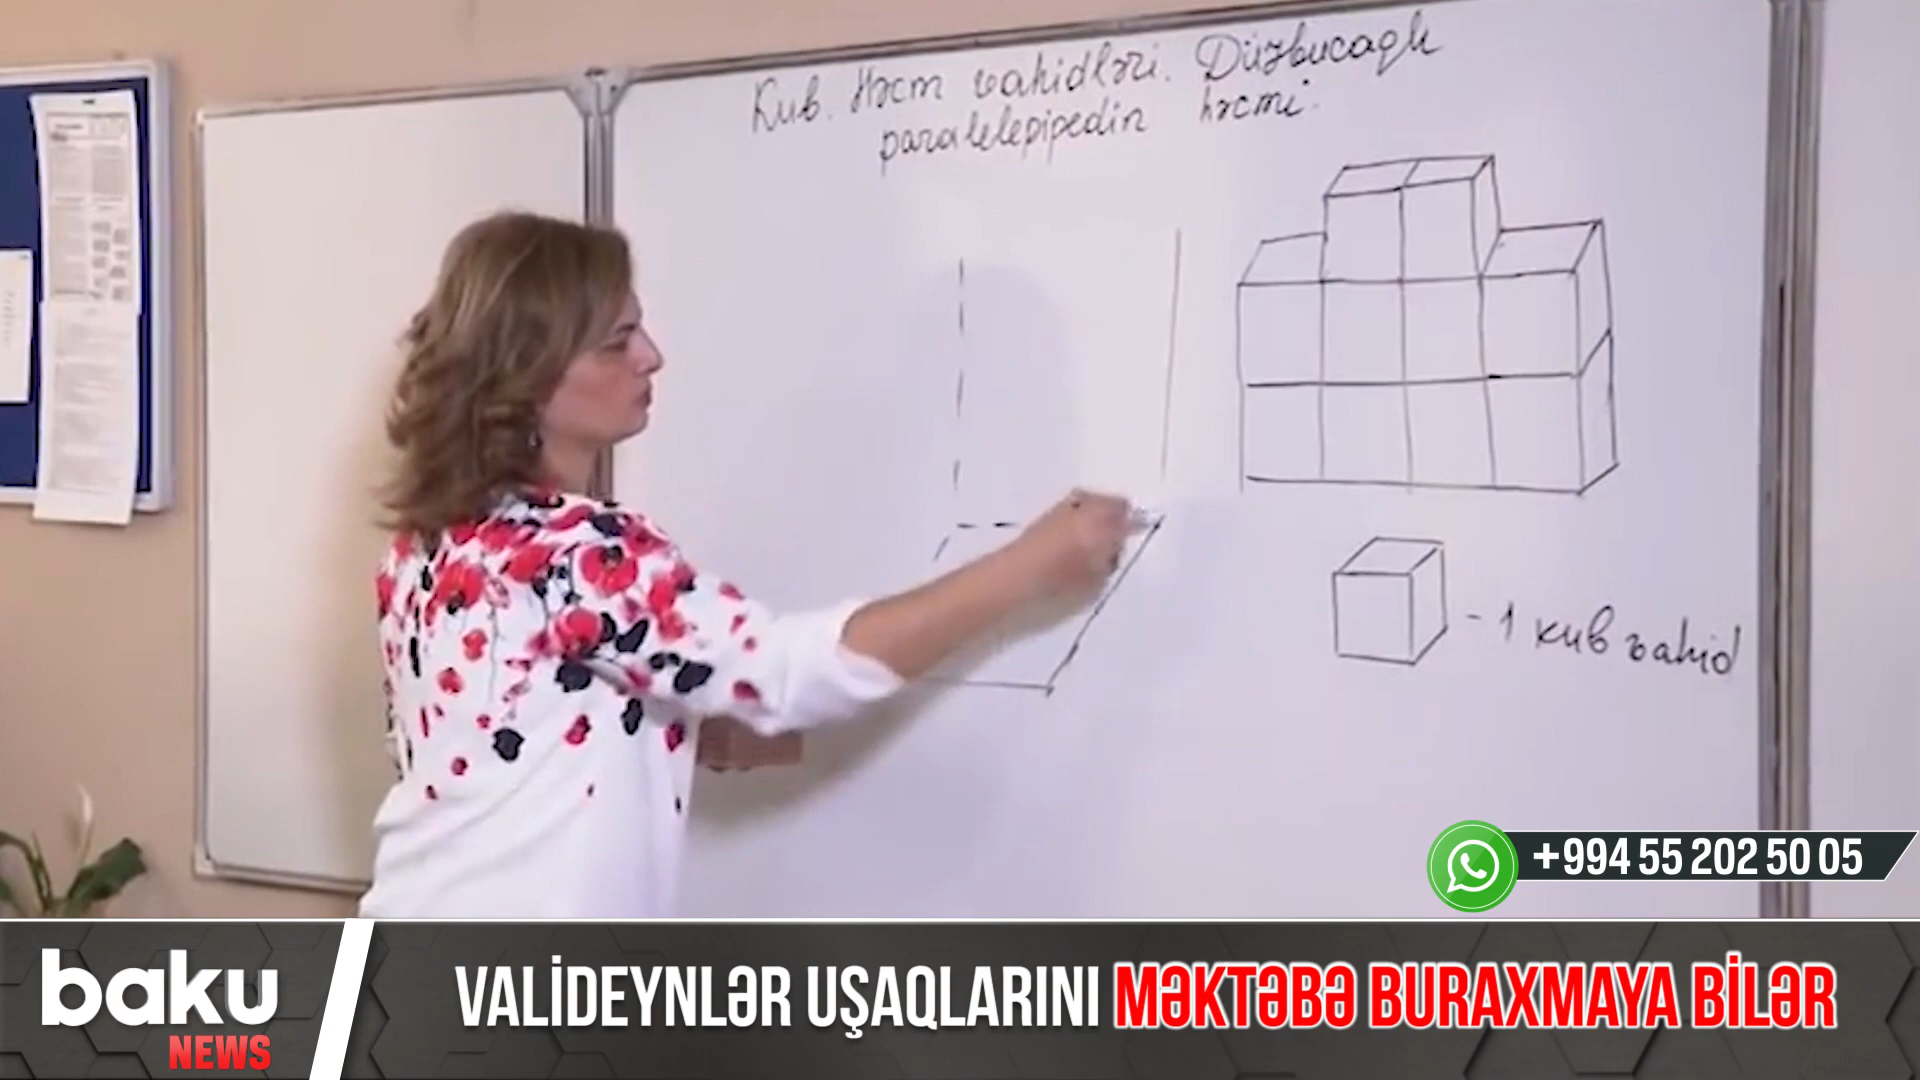 Kub. Həcm vahidləri. Düzbucaqlı
paralelepipedin həcmi.
- 1 kub vahid
+994 55 202 50 05
baku
NEWS
VALİDEYNLƏR UŞAQLARINI MƏKTƏBƏ BURAXMAYA BİLƏR